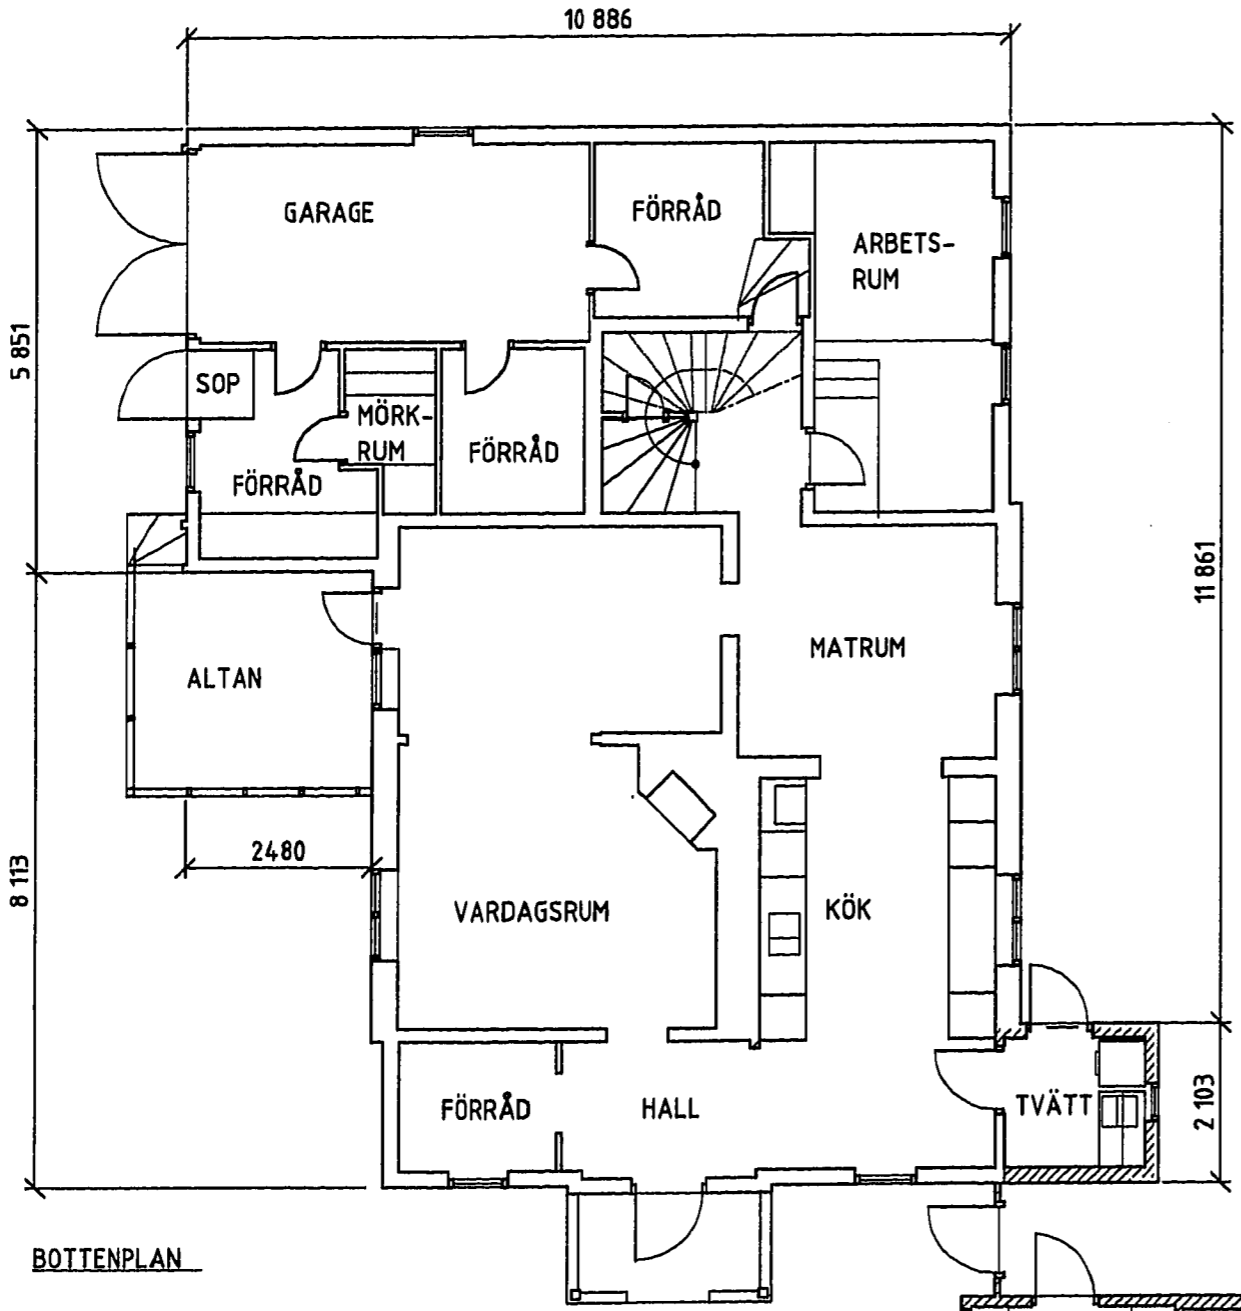 10 886
GARAGE
FÖRRÅD
ARBETS-
RUM
5 851
SOP
MÖRK-
RUM
FÖRRÅD
FÖRRÅD
11 861
MATRUM
ALTAN
2480
8 113
VARDAGSRUM
KÖK
FÖRRÅD
HALL
TVÄTT
2 103
BOTTENPLAN